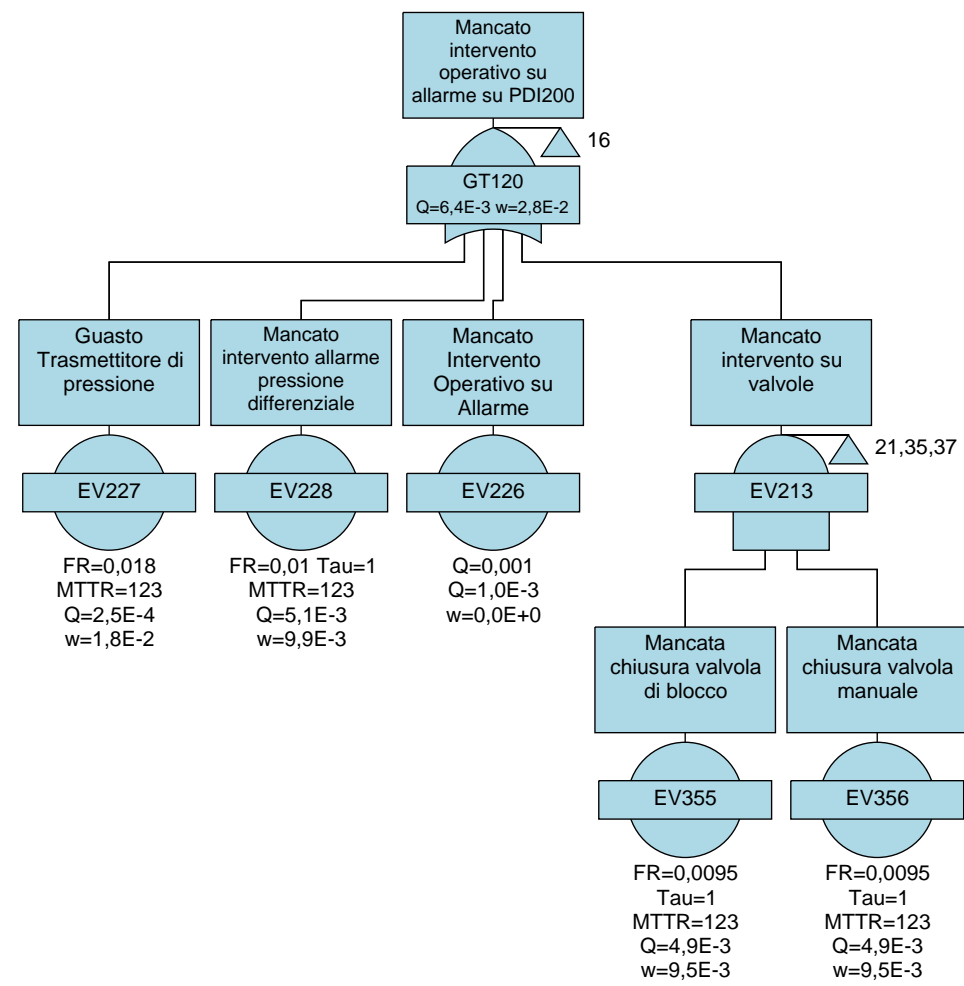 Mancato
intervento
operativo su
allarme su PDI200
16
GT120
Q=6,4E-3 w=2,8E-2
Guasto
Trasmettitore di
pressione
Mancato
intervento allarme
pressione
differenziale
Mancato
Intervento
Operativo su
Allarme
Mancato
intervento su
valvole
21,35,37
EV227
EV228
EV226
EV213
FR=0,018
MTTR=123
Q=2,5E-4
w=1,8E-2
FR=0,01 Tau=1
MTTR=123
Q=5,1E-3
w=9,9E-3
Q=0,001
Q=1,0E-3
w=0,0E+0
Mancata
chiusura valvola
di blocco
Mancata
chiusura valvola
manuale
EV355
EV356
FR=0,0095
Tau=1
MTTR=123
Q=4,9E-3
w=9,5E-3
FR=0,0095
Tau=1
MTTR=123
Q=4,9E-3
w=9,5E-3